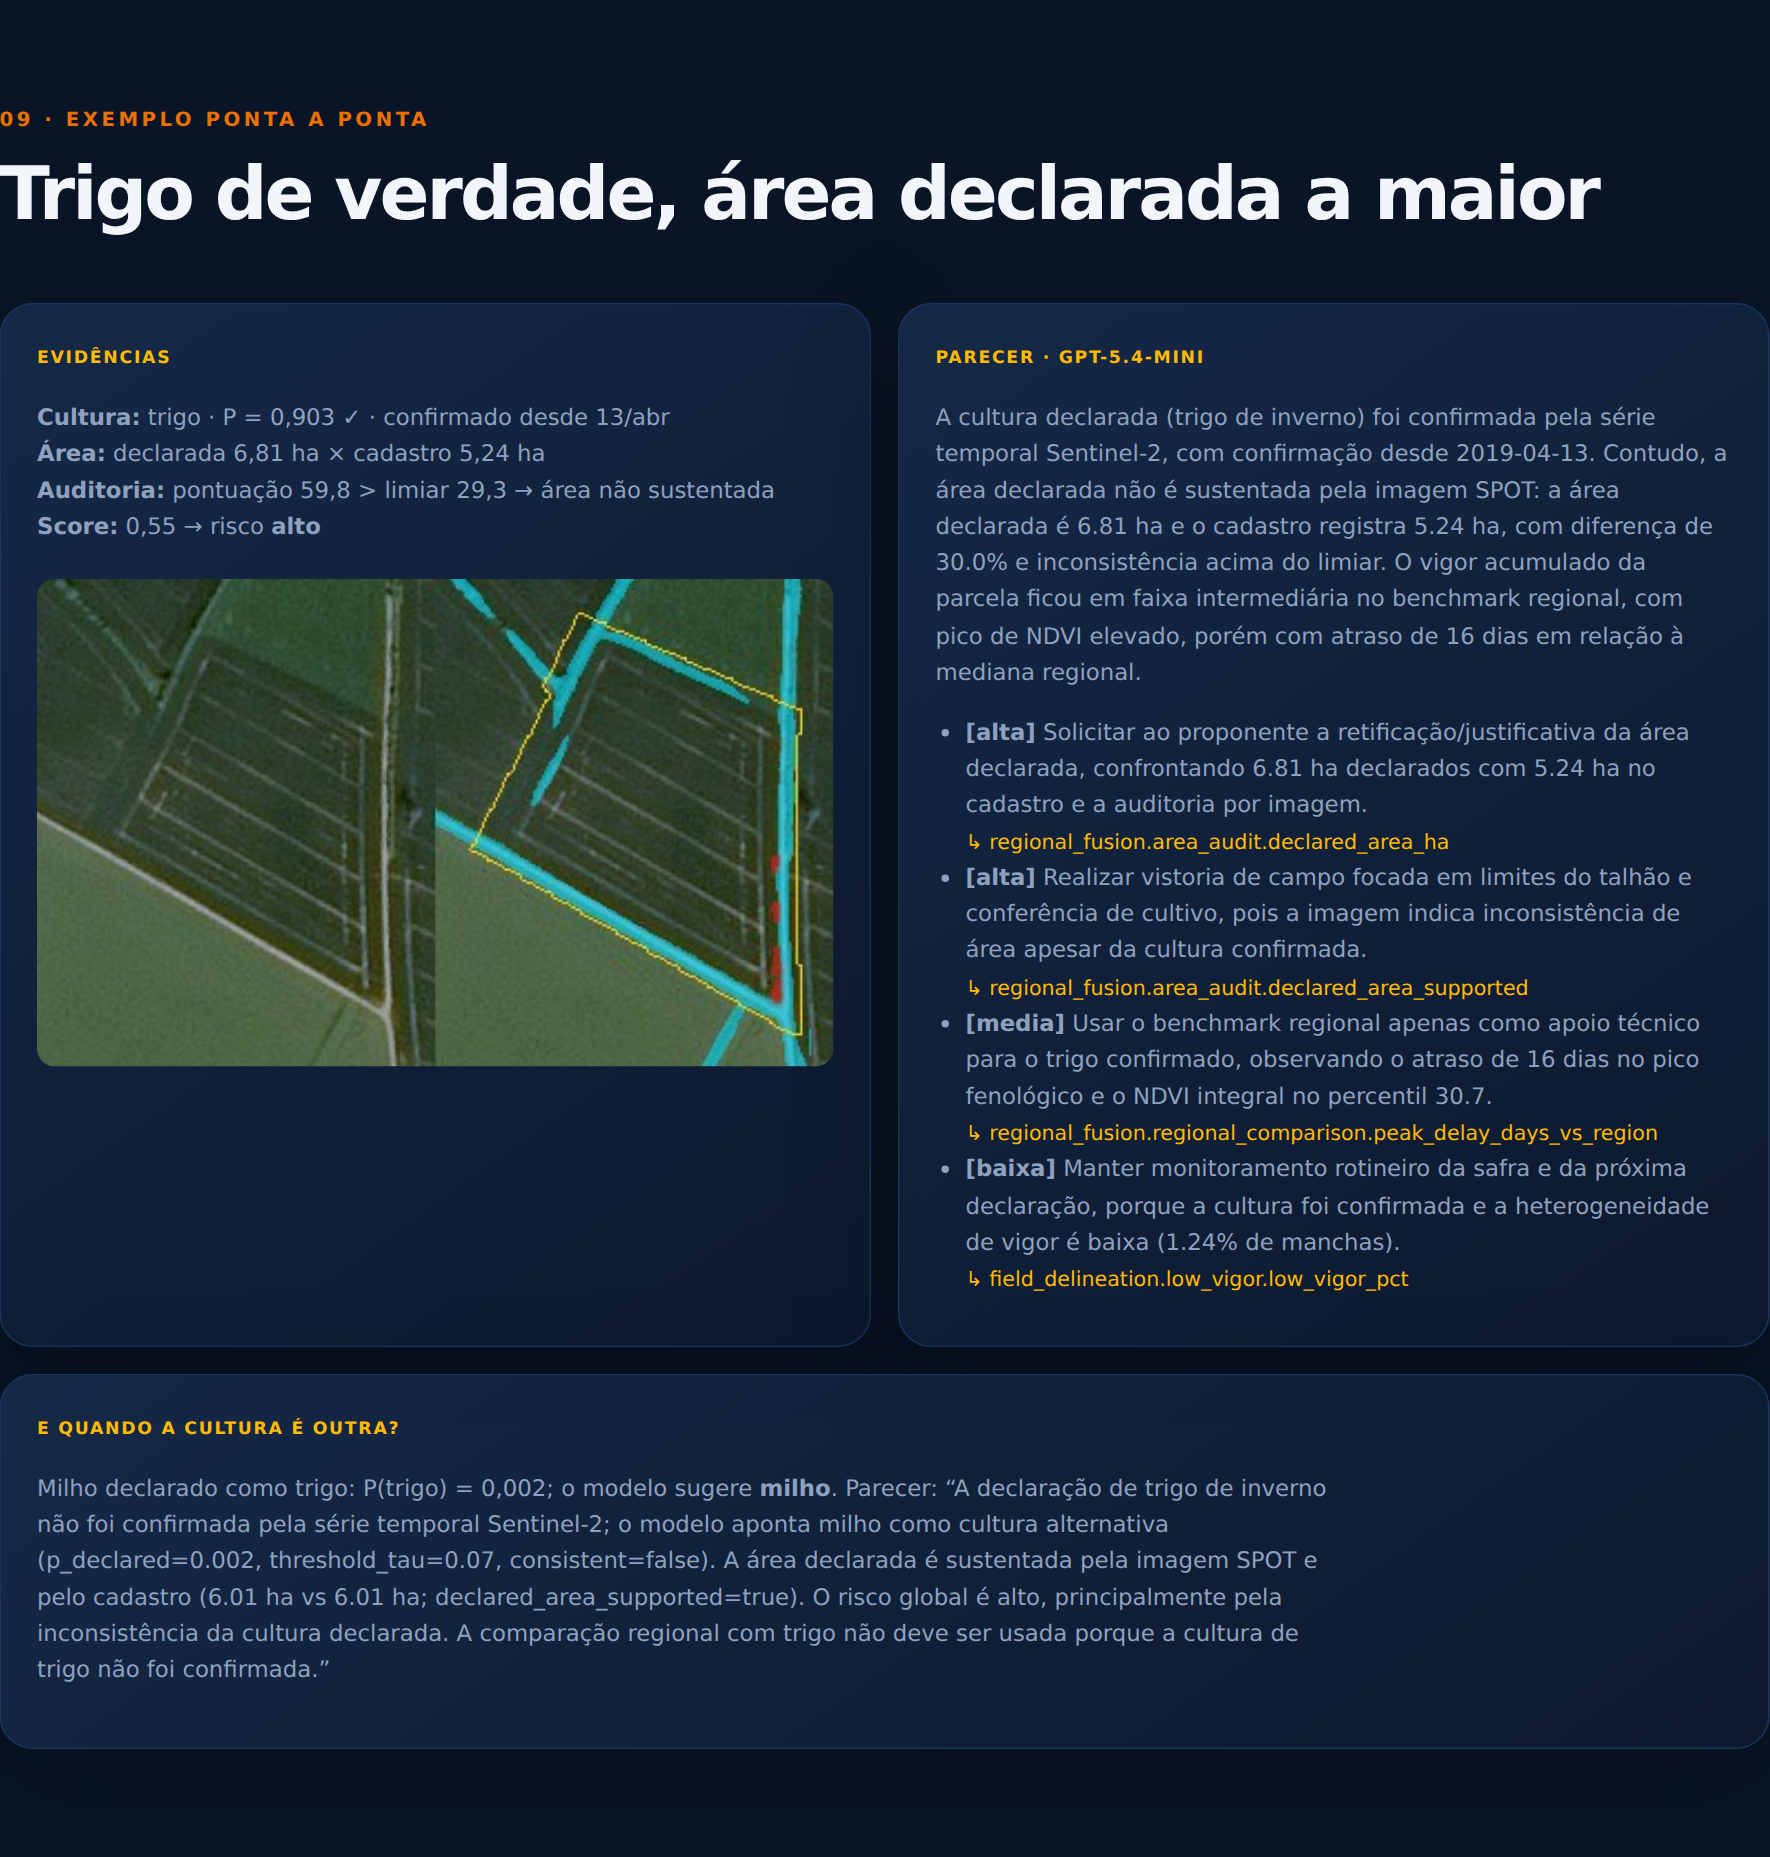 09 · EXEMPLO PONTA A PONTA
Trigo de verdade, área declarada a maior
EVIDÊNCIAS
Cultura: trigo · P = 0,903 ✓ · confirmado desde 13/abr
Área: declarada 6,81 ha × cadastro 5,24 ha
Auditoria: pontuação 59,8 > limiar 29,3 → área não sustentada
Score: 0,55 → risco alto
PARECER · GPT-5.4-MINI
A cultura declarada (trigo de inverno) foi confirmada pela série
temporal Sentinel-2, com confirmação desde 2019-04-13. Contudo, a
área declarada não é sustentada pela imagem SPOT: a área
declarada é 6.81 ha e o cadastro registra 5.24 ha, com diferença de
30.0% e inconsistência acima do limiar. O vigor acumulado da
parcela ficou em faixa intermediária no benchmark regional, com
pico de NDVI elevado, porém com atraso de 16 dias em relação à
mediana regional.
• [alta] Solicitar ao proponente a retificação/justificativa da área
declarada, confrontando 6.81 ha declarados com 5.24 ha no
cadastro e a auditoria por imagem.
↳ regional_fusion.area_audit.declared_area_ha
• [alta] Realizar vistoria de campo focada em limites do talhão e
conferência de cultivo, pois a imagem indica inconsistência de
área apesar da cultura confirmada.
↳ regional_fusion.area_audit.declared_area_supported
• [media] Usar o benchmark regional apenas como apoio técnico
para o trigo confirmado, observando o atraso de 16 dias no pico
fenológico e o NDVI integral no percentil 30.7.
↳ regional_fusion.regional_comparison.peak_delay_days_vs_region
• [baixa] Manter monitoramento rotineiro da safra e da próxima
declaração, porque a cultura foi confirmada e a heterogeneidade
de vigor é baixa (1.24% de manchas).
↳ field_delineation.low_vigor.low_vigor_pct
E QUANDO A CULTURA É OUTRA?
Milho declarado como trigo: P(trigo) = 0,002; o modelo sugere milho. Parecer: “A declaração de trigo de inverno
não foi confirmada pela série temporal Sentinel-2; o modelo aponta milho como cultura alternativa
(p_declared=0.002, threshold_tau=0.07, consistent=false). A área declarada é sustentada pela imagem SPOT e
pelo cadastro (6.01 ha vs 6.01 ha; declared_area_supported=true). O risco global é alto, principalmente pela
inconsistência da cultura declarada. A comparação regional com trigo não deve ser usada porque a cultura de
trigo não foi confirmada.”